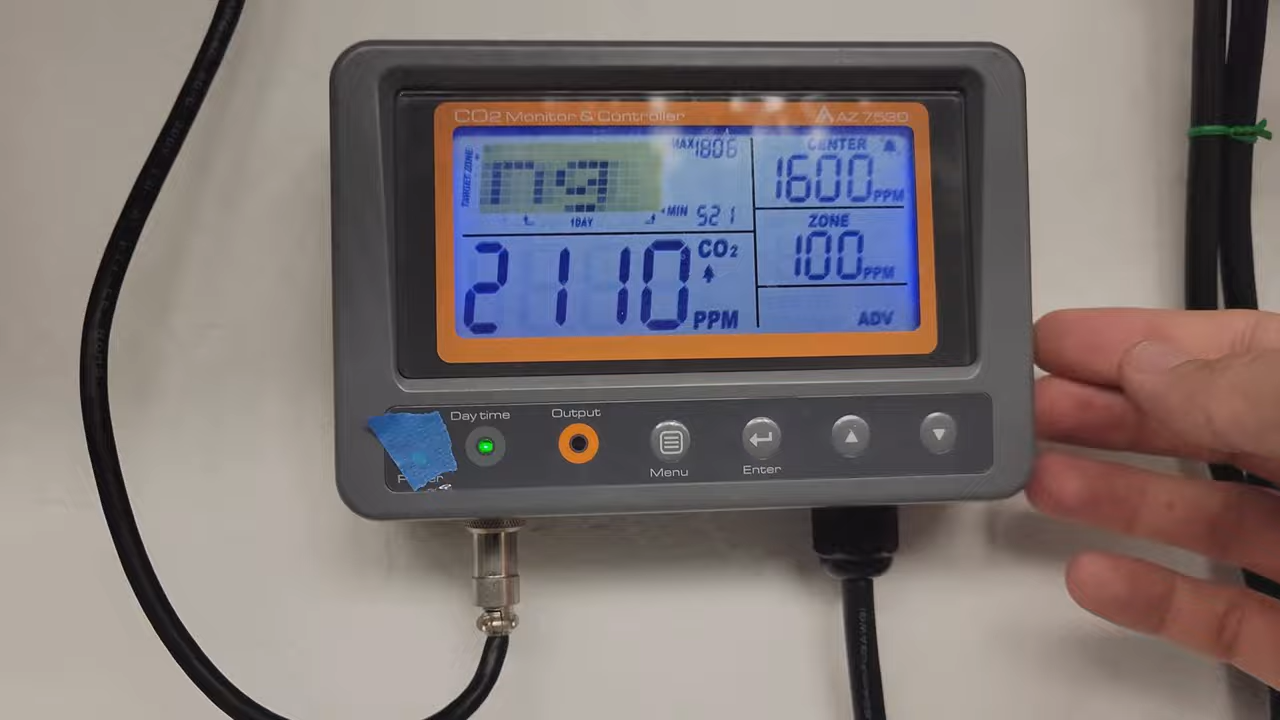 CO2 Monitor & Controller
AZ 7530
TARGET ZONE
ng
MAX 1806
1DAY
MIN 521
2110 CO2 PPM
CENTER
1600 PPM
ZONE
100 PPM
ADV
Day time
Output
Menu
Enter